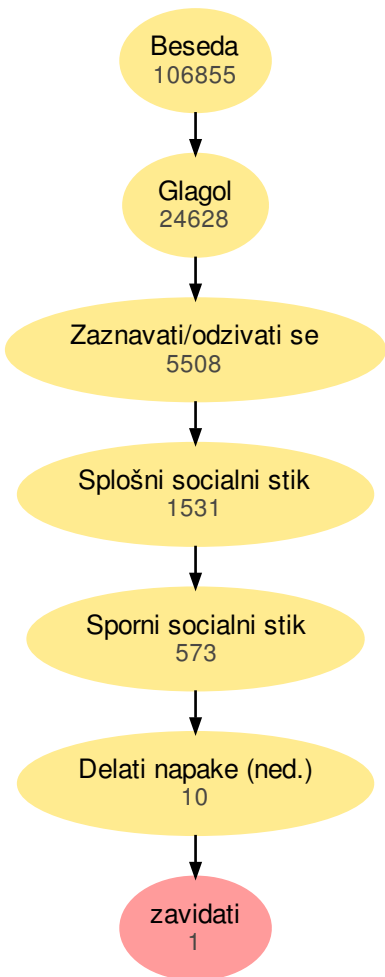 Beseda
106855
Glagol
24628
Zaznavati/odzivati se
5508
Splošni socialni stik
1531
Sporni socialni stik
573
Delati napake (ned.)
10
zavidati
1